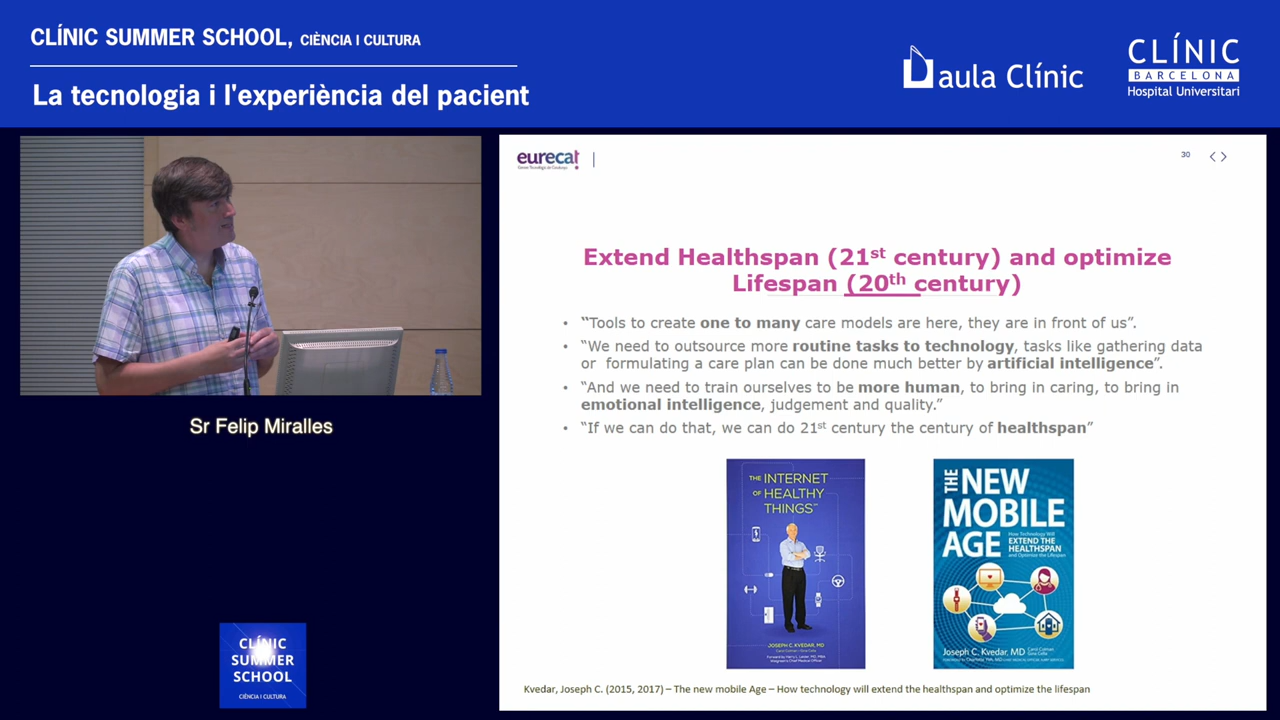 CLÍNIC SUMMER SCHOOL, CIÈNCIA I CULTURA
La tecnologia i l'experiència del pacient
aula Clínic
CLÍNIC
BARCELONA
Hospital Universitari
Sr Felip Miralles
CLÍNIC
SUMMER
SCHOOL
CIÈNCIA I CULTURA
eurecat
Centre Tecnològic de Catalunya
30
Extend Healthspan (21st century) and optimize
Lifespan (20th century)
• “Tools to create one to many care models are here, they are in front of us”.
• “We need to outsource more routine tasks to technology, tasks like gathering data
or formulating a care plan can be done much better by artificial intelligence”.
• “And we need to train ourselves to be more human, to bring in caring, to bring in
emotional intelligence, judgement and quality.”
• “If we can do that, we can do 21st century the century of healthspan”
THE INTERNET
OF HEALTHY
THINGS
JOSEPH C. KVEDAR, MD
THE NEW
MOBILE
AGE
How Technology Will
EXTEND THE
HEALTHSPAN
and Optimize the Lifespan
Joseph C. Kvedar, MD
Kvedar, Joseph C. (2015, 2017) – The new mobile Age – How technology will extend the healthspan and optimize the lifespan